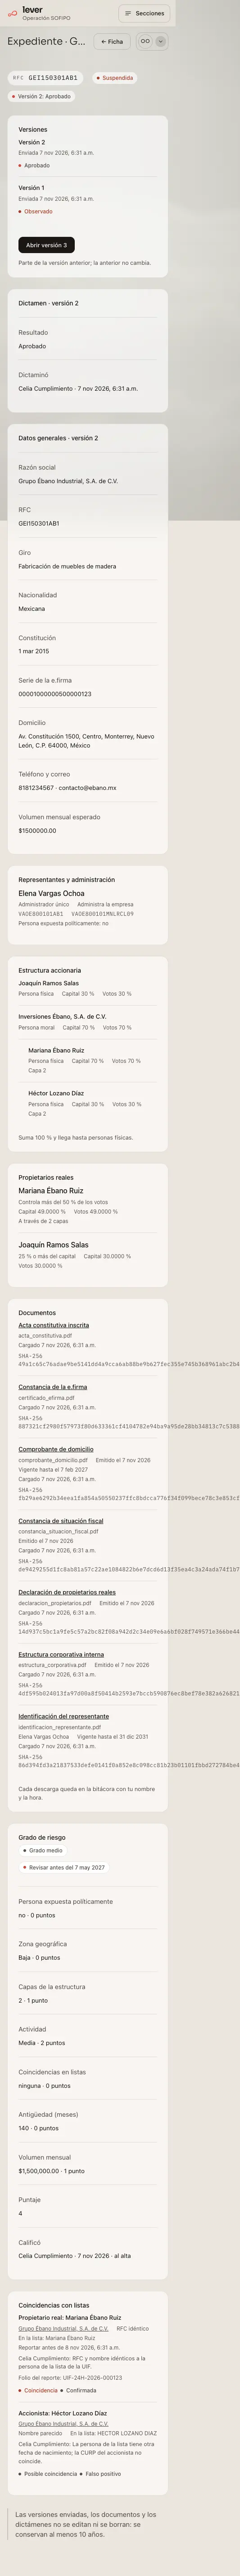 lever
Operación SOFIPO
Secciones
Expediente · G...
← Ficha
RFC GEI150301AB1
Suspendida
Versión 2: Aprobado
Versiones
Versión 2
Enviada 7 nov 2026, 6:31 a.m.
Aprobado
Versión 1
Enviada 7 nov 2026, 6:31 a.m.
Observado
Abrir versión 3
Parte de la versión anterior; la anterior no cambia.
Dictamen · versión 2
Resultado
Aprobado
Dictaminó
Celia Cumplimiento · 7 nov 2026, 6:31 a.m.
Datos generales · versión 2
Razón social
Grupo Ébano Industrial, S.A. de C.V.
RFC
GEI150301AB1
Giro
Fabricación de muebles de madera
Nacionalidad
Mexicana
Constitución
1 mar 2015
Serie de la e.firma
00001000000500000123
Domicilio
Av. Constitución 1500, Centro, Monterrey, Nuevo
León, C.P. 64000, México
Teléfono y correo
8181234567 · contacto@ebano.mx
Volumen mensual esperado
$1500000.00
Representantes y administración
Elena Vargas Ochoa
Administrador único Administra la empresa
VAOE800101AB1 VAOE800101MNLRCL09
Persona expuesta políticamente: no
Estructura accionaria
Joaquín Ramos Salas
Persona física Capital 30 % Votos 30 %
Inversiones Ébano, S.A. de C.V.
Persona moral Capital 70 % Votos 70 %
Mariana Ébano Ruiz
Persona física Capital 70 % Votos 70 %
Capa 2
Héctor Lozano Díaz
Persona física Capital 30 % Votos 30 %
Capa 2
Suma 100 % y llega hasta personas físicas.
Propietarios reales
Mariana Ébano Ruiz
Controla más del 50 % de los votos
Capital 49.0000 % Votos 49.0000 %
A través de 2 capas
Joaquín Ramos Salas
25 % o más del capital Capital 30.0000 %
Votos 30.0000 %
Documentos
Acta constitutiva inscrita
acta_constitutiva.pdf
Cargado 7 nov 2026, 6:31 a.m.
SHA-256
Constancia de la e.firma
certificado_efirma.pdf
Cargado 7 nov 2026, 6:31 a.m.
SHA-256
Comprobante de domicilio
comprobante_domicilio.pdf Emitido el 7 nov 2026
Vigente hasta el 7 feb 2027
Cargado 7 nov 2026, 6:31 a.m.
SHA-256
Constancia de situación fiscal
constancia_situacion_fiscal.pdf
Emitido el 7 nov 2026
Cargado 7 nov 2026, 6:31 a.m.
SHA-256
Declaración de propietarios reales
declaracion_propietarios.pdf Emitido el 7 nov 2026
Cargado 7 nov 2026, 6:31 a.m.
SHA-256
Estructura corporativa interna
estructura_corporativa.pdf Emitido el 7 nov 2026
Cargado 7 nov 2026, 6:31 a.m.
SHA-256
Identificación del representante
identificacion_representante.pdf
Elena Vargas Ochoa Vigente hasta el 31 dic 2031
Cargado 7 nov 2026, 6:31 a.m.
SHA-256
Cada descarga queda en la bitácora con tu nombre
y la hora.
Grado de riesgo
Grado medio
Revisar antes del 7 may 2027
Persona expuesta políticamente
no · 0 puntos
Zona geográfica
Baja · 0 puntos
Capas de la estructura
2 · 1 punto
Actividad
Media · 2 puntos
Coincidencias en listas
ninguna · 0 puntos
Antigüedad (meses)
140 · 0 puntos
Volumen mensual
$1,500,000.00 · 1 punto
Puntaje
4
Calificó
Celia Cumplimiento · 7 nov 2026 · al alta
Coincidencias con listas
Propietario real: Mariana Ébano Ruiz
Grupo Ébano Industrial, S.A. de C.V. RFC idéntico
En la lista: Mariana Ébano Ruiz
Reportar antes de 8 nov 2026, 6:31 a.m.
Celia Cumplimiento: RFC y nombre idénticos a la
persona de la lista de la UIF.
Folio del reporte: UIF-24H-2026-000123
Coincidencia Confirmada
Accionista: Héctor Lozano Díaz
Grupo Ébano Industrial, S.A. de C.V.
Nombre parecido En la lista: HECTOR LOZANO DIAZ
Celia Cumplimiento: La persona de la lista tiene otra
fecha de nacimiento; la CURP del accionista no
coincide.
Posible coincidencia Falso positivo
Las versiones enviadas, los documentos y los
dictámenes no se editan ni se borran: se
conservan al menos 10 años.